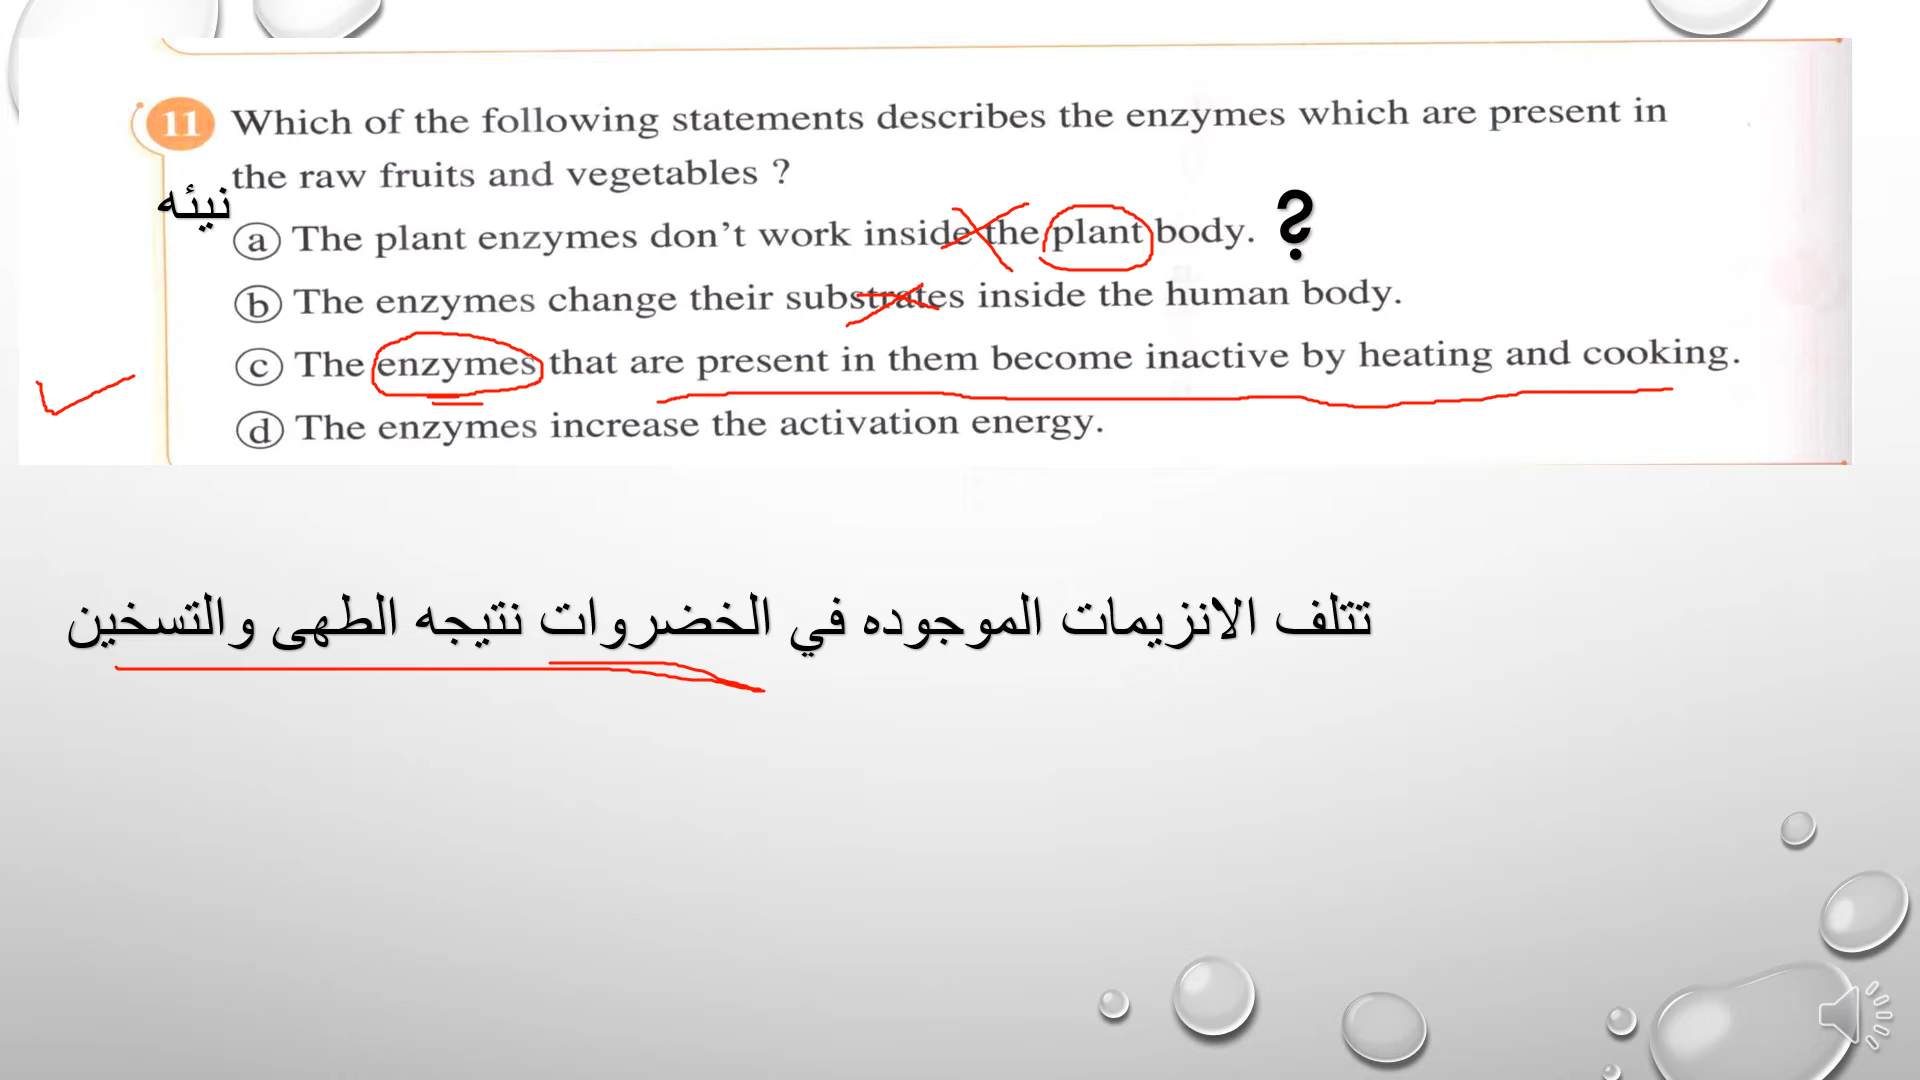 11 Which of the following statements describes the enzymes which are present in
the raw fruits and vegetables ?
نيئه
a The plant enzymes don't work inside the plant body. ?
b The enzymes change their substrates inside the human body.
c The enzymes that are present in them become inactive by heating and cooking.
d The enzymes increase the activation energy.
تتلف الانزيمات الموجوده في الخضروات نتيجه الطهى والتسخين